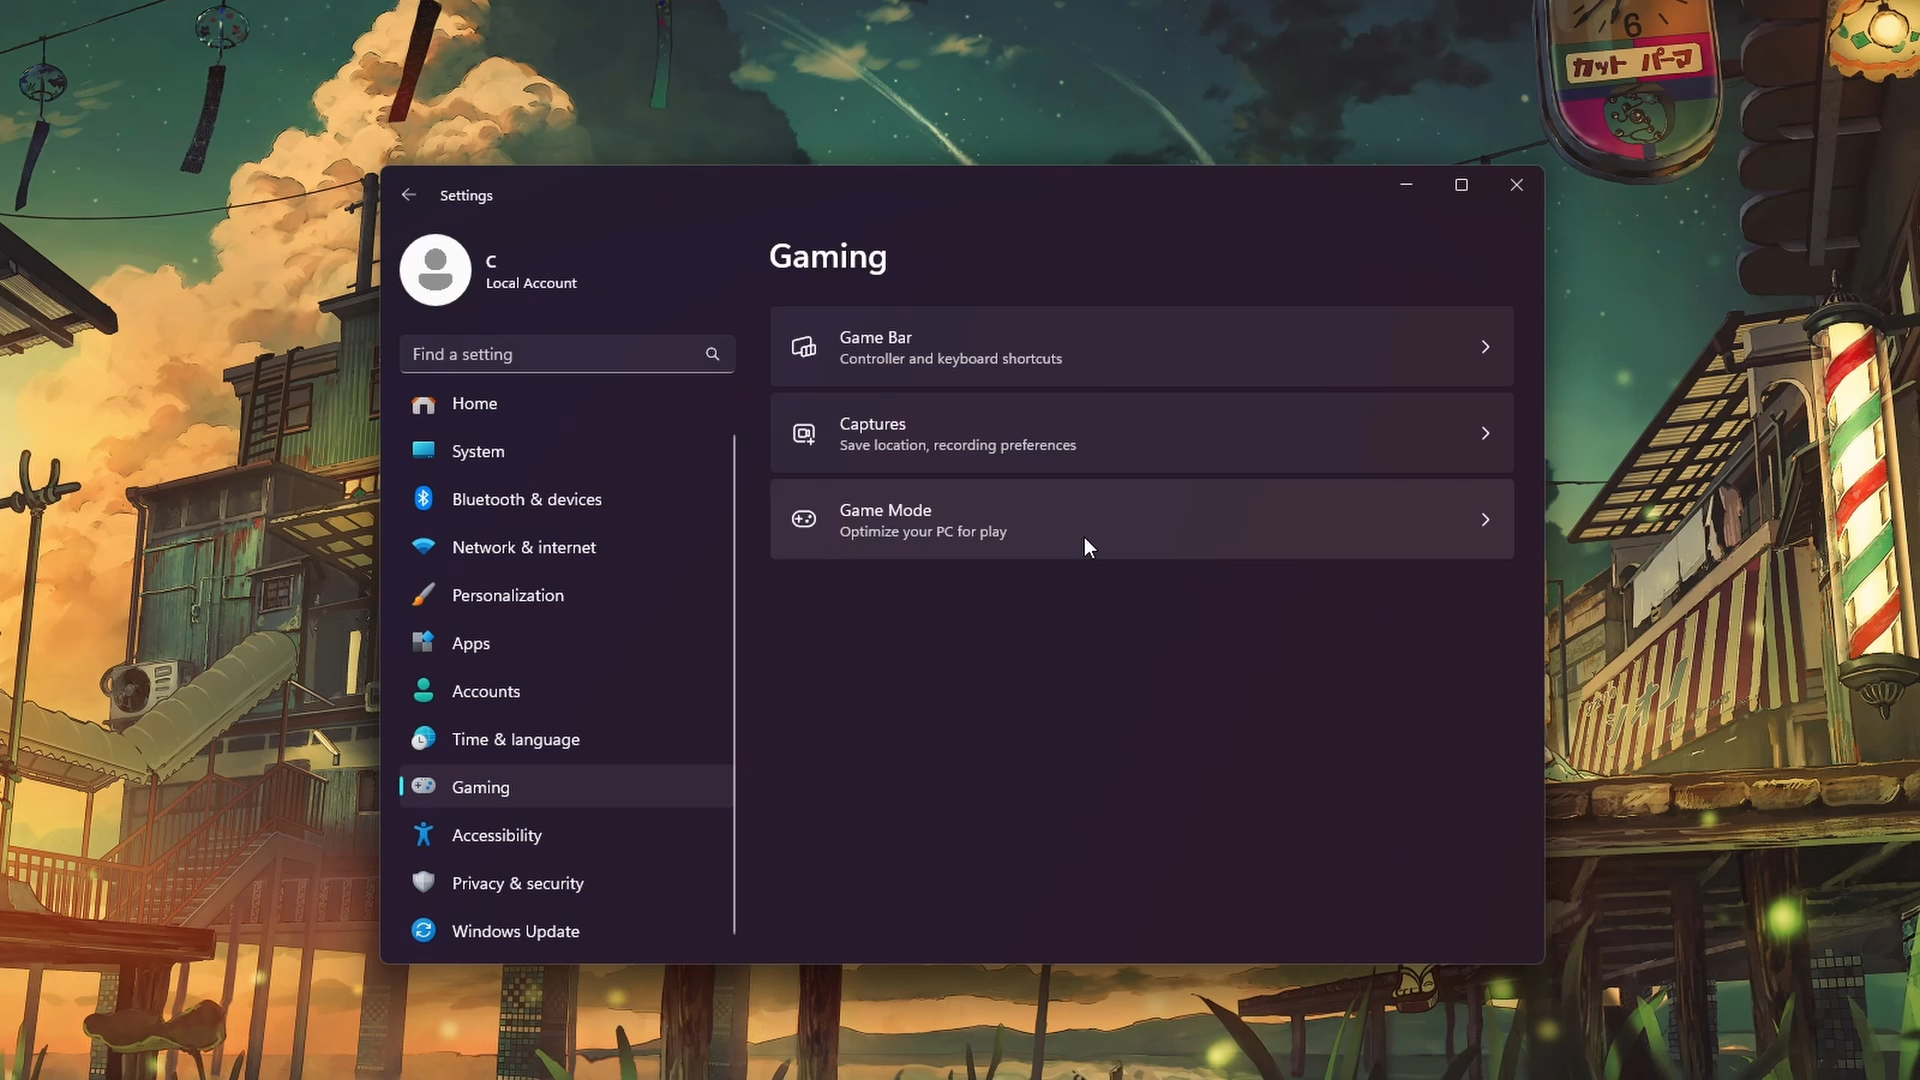 6
カット パーマ
Settings
C
Local Account
Find a setting
Home
System
Bluetooth & devices
Network & internet
Personalization
Apps
Accounts
Time & language
Gaming
Accessibility
Privacy & security
Windows Update
Gaming
Game Bar
Controller and keyboard shortcuts
Captures
Save location, recording preferences
Game Mode
Optimize your PC for play